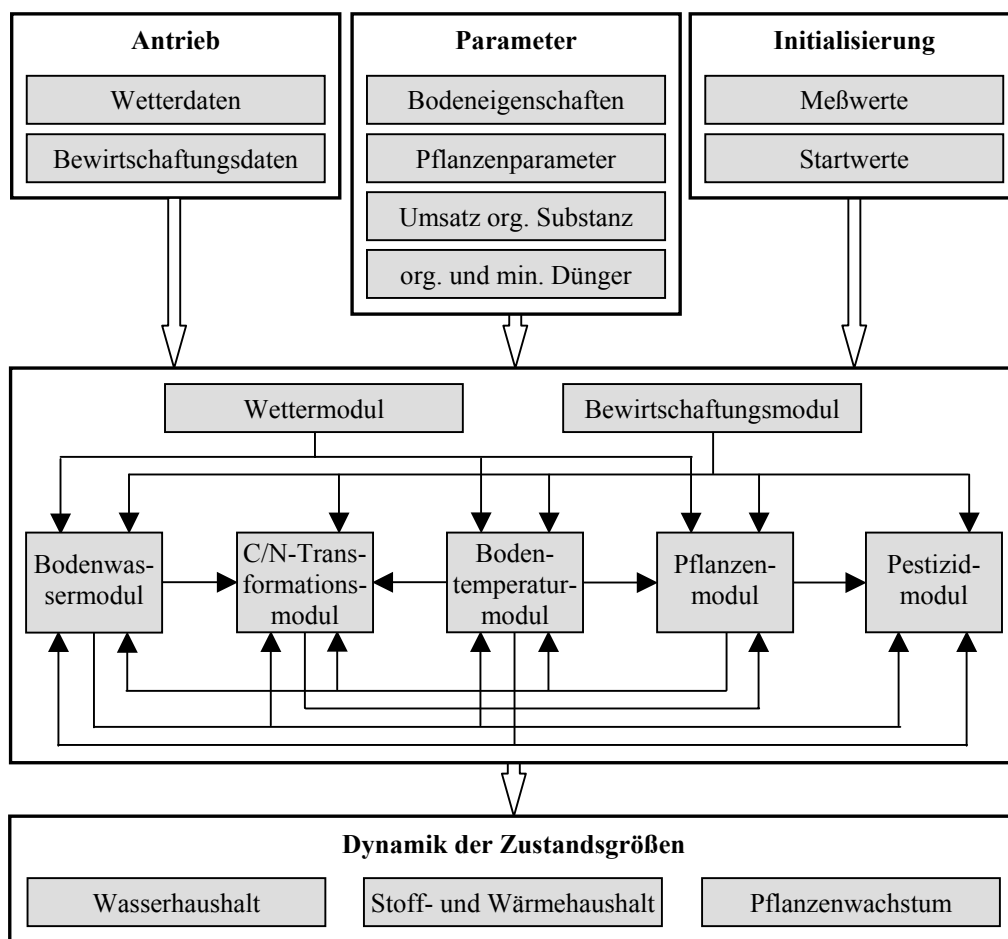 Antrieb
Wetterdaten
Bewirtschaftungsdaten
Parameter
Bodeneigenschaften
Pflanzenparameter
Umsatz org. Substanz
org. und min. Dünger
Initialisierung
Meßwerte
Startwerte
Wettermodul
Bewirtschaftungsmodul
Bodenwas-
sermodul
C/N-Trans-
formations-
modul
Boden-
temperatur-
modul
Pflanzen-
modul
Pestizid-
modul
Dynamik der Zustandsgrößen
Wasserhaushalt
Stoff- und Wärmehaushalt
Pflanzenwachstum